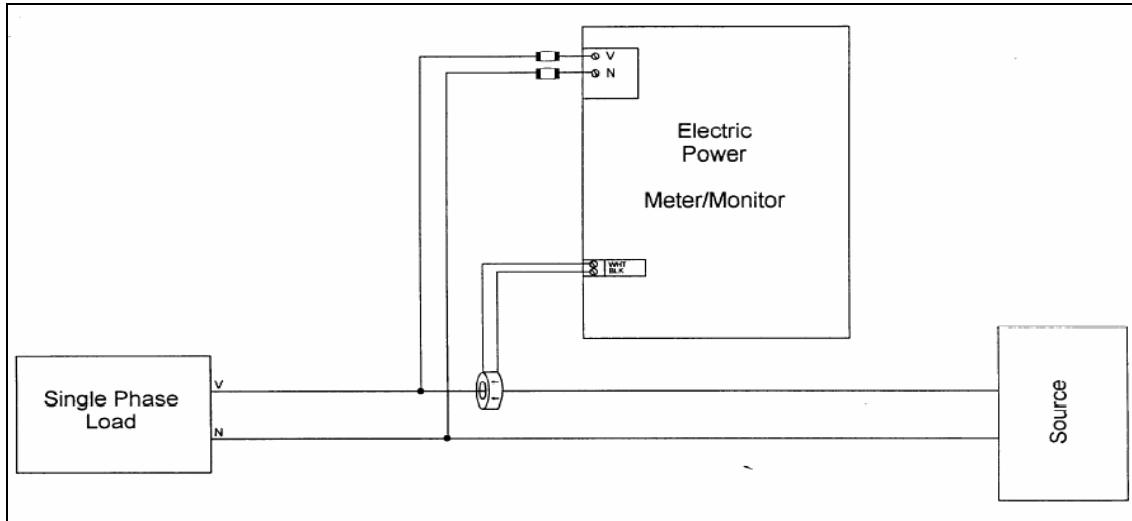 V
N
Electric
Power
Meter/Monitor
WHT
BLK
Single Phase
Load
V
N
Source